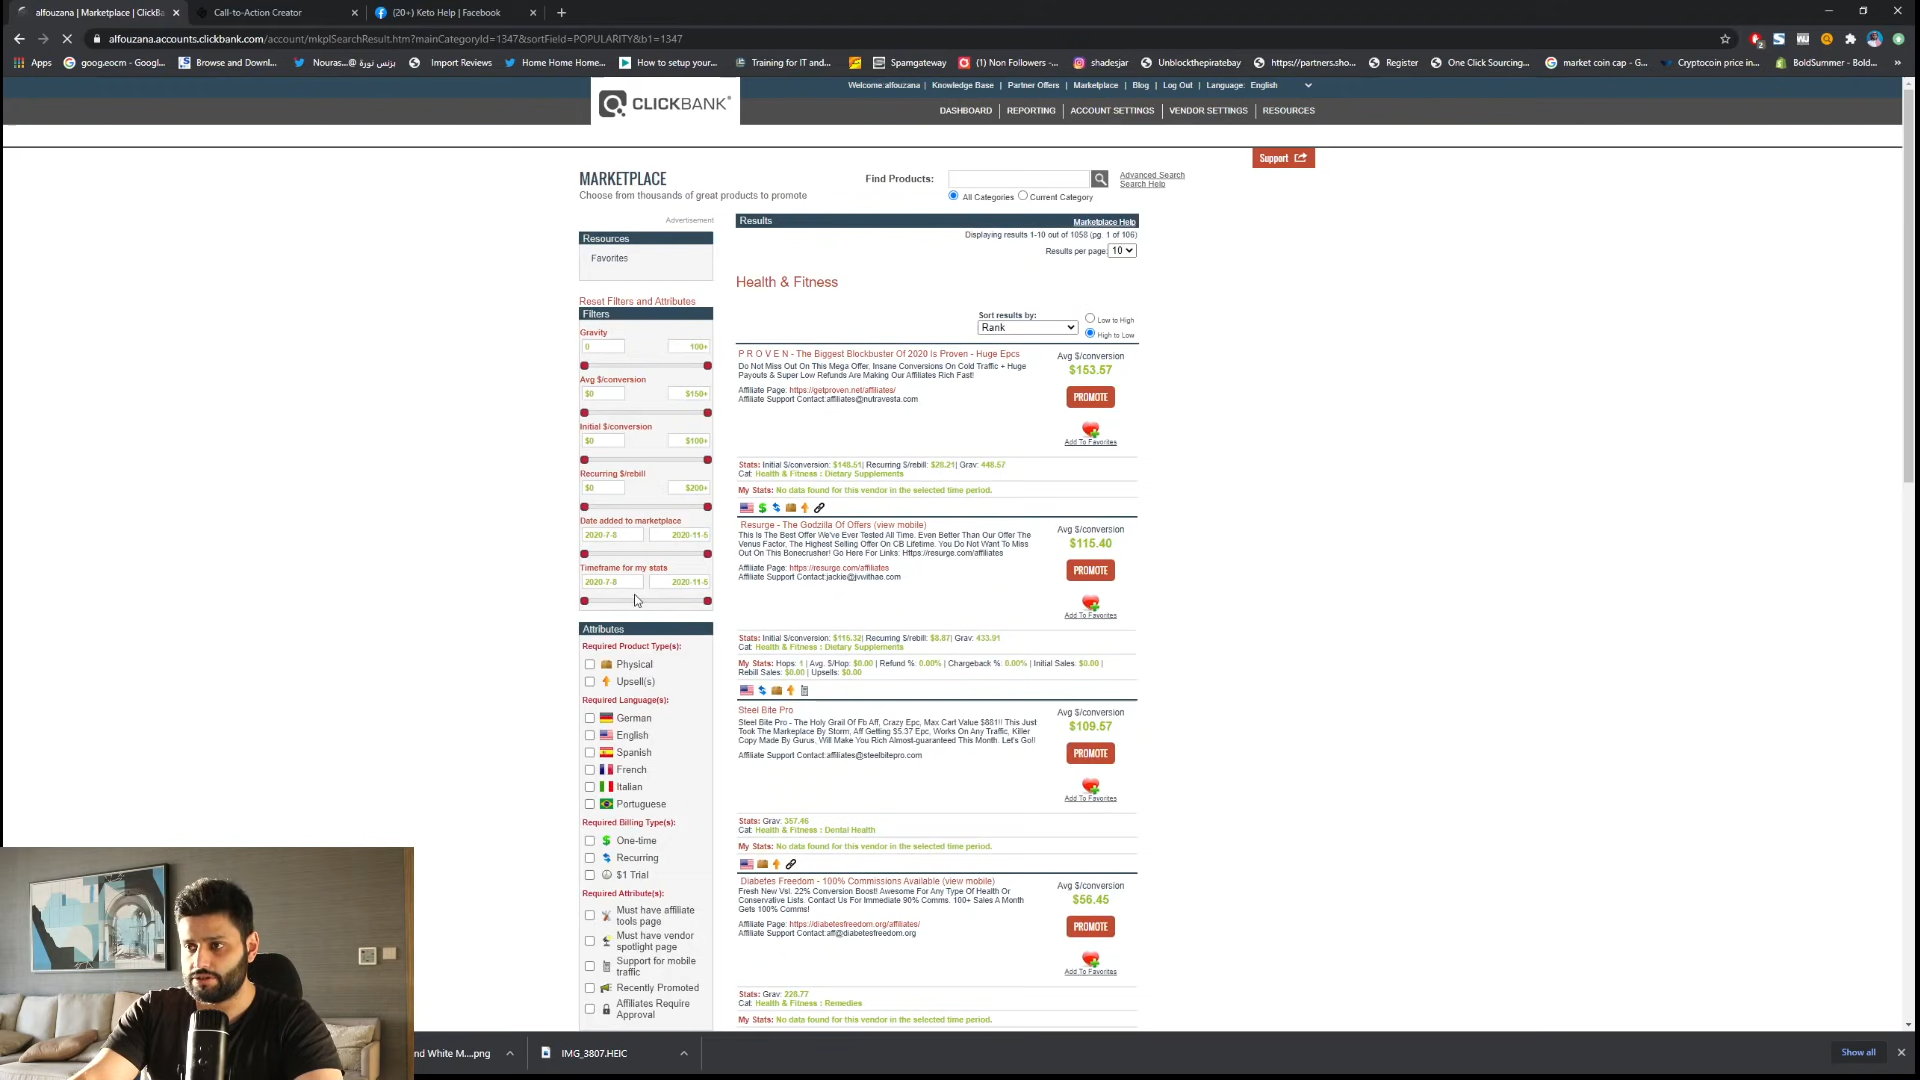 alfouzana | Marketplace | ClickBa
Call-to-Action Creator
(20+) Keto Help | Facebook
alfouzana.accounts.clickbank.com/account/mkplSearchResult.htm?mainCategoryId=1347&sortField=POPULARITY&b1=1347
Apps
goog.eocm - Googl...
Browse and Downl...
Nouras...@ بزنس نورة
Import Reviews
Home Home Home...
How to setup your...
Training for IT and...
Spamgateway
(1) Non Followers -...
shadesjar
Unblockthepiratebay
https://partners.sho...
Register
One Click Sourcing...
market coin cap - G...
Cryptocoin price in...
BoldSummer - Bold...
Welcome:alfouzana | Knowledge Base | Partner Offers | Marketplace | Blog | Log Out | Language: English
CLICKBANK
DASHBOARD | REPORTING | ACCOUNT SETTINGS | VENDOR SETTINGS | RESOURCES
Support
MARKETPLACE
Choose from thousands of great products to promote
Find Products:
Advanced Search
Search Help
All Categories Current Category
Advertisement
Resources
Favorites
Reset Filters and Attributes
Filters
Gravity
0 100+
Avg $/conversion
$0 $150+
Initial $/conversion
$0 $100+
Recurring $/rebill
$0 $200+
Date added to marketplace
2020-7-8 2020-11-5
Timeframe for my stats
2020-7-8 2020-11-5
Attributes
Required Product Type(s):
Physical
Upsell(s)
Required Language(s):
German
English
Spanish
French
Italian
Portuguese
Required Billing Type(s):
One-time
Recurring
$1 Trial
Required Attribute(s):
Must have affiliate
tools page
Must have vendor
spotlight page
Support for mobile
traffic
Recently Promoted
Affiliates Require
Approval
Results
Marketplace Help
Displaying results 1-10 out of 1058 (pg. 1 of 106)
Results per page: 10
Health & Fitness
Sort results by:
Rank
Low to High
High to Low
P R O V E N - The Biggest Blockbuster Of 2020 Is Proven - Huge Epcs
Do Not Miss Out On This Mega Offer, Insane Conversions On Cold Traffic + Huge
Payouts & Super Low Refunds Are Making Our Affiliates Rich Fast!
Affiliate Page: https://getproven.net/affiliates/
Affiliate Support Contact:affiliates@nutravesta.com
Avg $/conversion
$153.57
PROMOTE
Add To Favorites
Stats: Initial $/conversion: $148.51| Recurring $/rebill: $28.21| Grav: 448.57
Cat: Health & Fitness : Dietary Supplements
My Stats: No data found for this vendor in the selected time period.
Resurge - The Godzilla Of Offers (view mobile)
This Is The Best Offer We've Ever Tested All Time. Even Better Than Our Offer The
Venus Factor, The Highest Selling Offer On CB Lifetime. You Do Not Want To Miss
Out On This Bonecrusher! Go Here For Links: Https://resurge.com/affiliates
Affiliate Page: https://resurge.com/affiliates
Affiliate Support Contact:jackie@jvwithae.com
Avg $/conversion
$115.40
PROMOTE
Add To Favorites
Stats: Initial $/conversion: $116.32| Recurring $/rebill: $8.87| Grav: 433.91
Cat: Health & Fitness : Dietary Supplements
My Stats: Hops: 1 | Avg. $/Hop: $0.00 | Refund %: 0.00% | Chargeback %: 0.00% | Initial Sales: $0.00 |
Rebill Sales: $0.00 | Upsells: $0.00
Steel Bite Pro
Steel Bite Pro - The Holy Grail Of Fb Aff, Crazy Epc, Max Cart Value $881!! This Just
Took The Markeplace By Storm, Aff Getting $5.37 Epc, Works On Any Traffic, Killer
Copy Made By Gurus, Will Make You Rich Almost-guaranteed This Month. Let's Go!!
Affiliate Support Contact:affiliates@steelbitepro.com
Avg $/conversion
$109.57
PROMOTE
Add To Favorites
Stats: Grav: 357.46
Cat: Health & Fitness : Dental Health
My Stats: No data found for this vendor in the selected time period.
Diabetes Freedom - 100% Commissions Available (view mobile)
Fresh New Vsl. 22% Conversion Boost! Awesome For Any Type Of Health Or
Conservative Lists. Contact Us For Immediate 90% Comms. 100+ Sales A Month
Gets 100% Comms!
Affiliate Page: https://diabetesfreedom.org/affiliates/
Affiliate Support Contact:aff@diabetesfreedom.org
Avg $/conversion
$56.45
PROMOTE
Add To Favorites
Stats: Grav: 228.77
Cat: Health & Fitness : Remedies
My Stats: No data found for this vendor in the selected time period.
nd White M....png
IMG_3807.HEIC
Show all